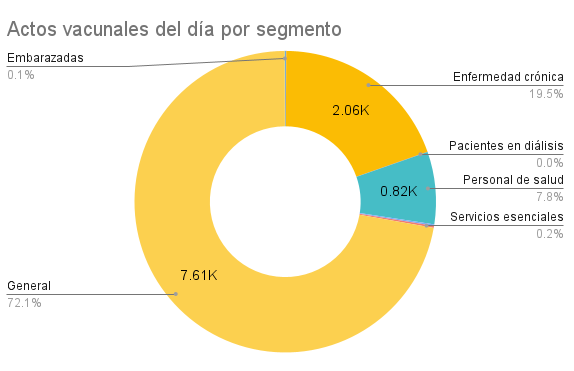 Actos vacunales del día por segmento
Embarazadas
0.1%
Enfermedad crónica
19.5%
2.06K
Pacientes en diálisis
0.0%
Personal de salud
7.8%
0.82K
Servicios esenciales
0.2%
7.61K
General
72.1%